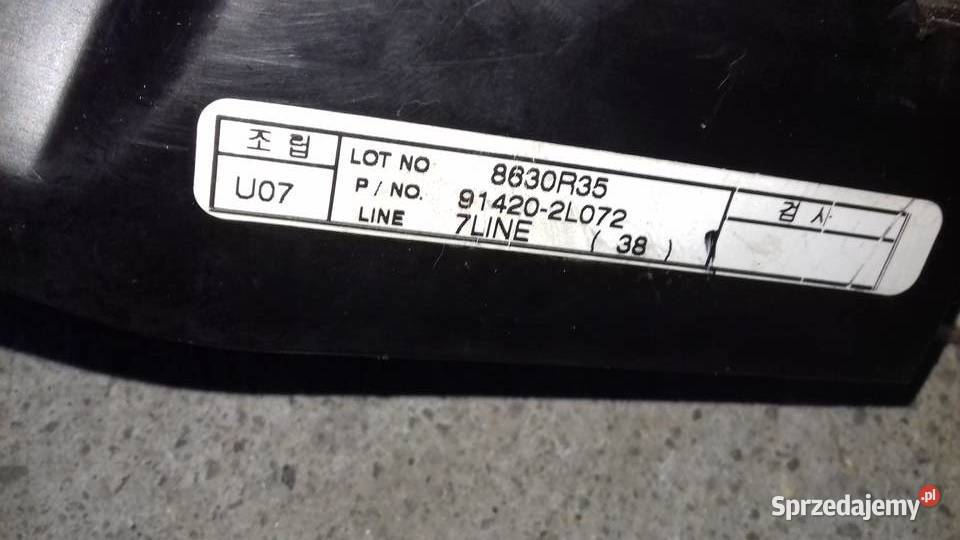 조 립
U07
LOT NO 8630R35
P / NO. 91420-2L072
LINE 7LINE ( 38 )
검 사
Sprzedajemy.pl